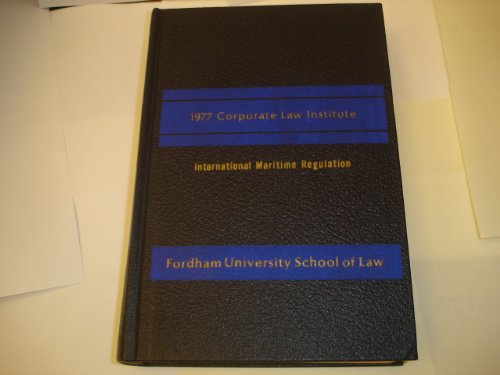 1977 Corporate Law Institute
International Maritime Regulation
Fordham University School of Law